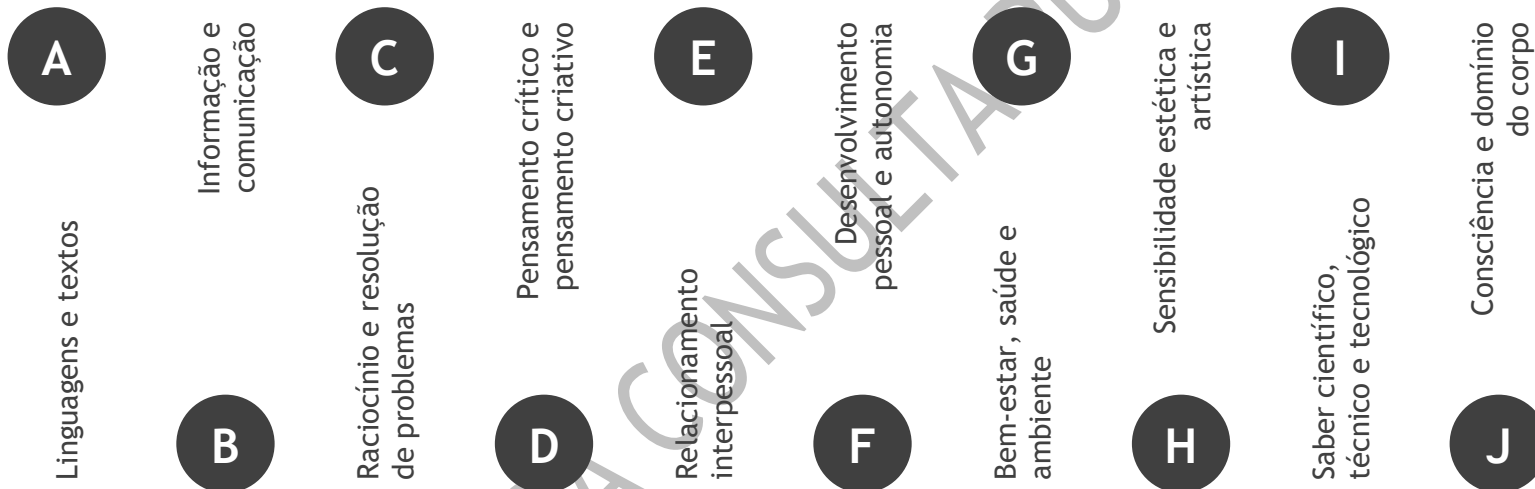 A
Linguagens e textos
Informação e
comunicação
B
C
Raciocínio e resolução
de problemas
Pensamento crítico e
pensamento criativo
D
E
Relacionamento
interpessoal
Desenvolvimento
pessoal e autonomia
F
G
Bem-estar, saúde e
ambiente
Sensibilidade estética e
artística
H
I
Saber científico,
técnico e tecnológico
Consciência e domínio
do corpo
J
A CONSULTA